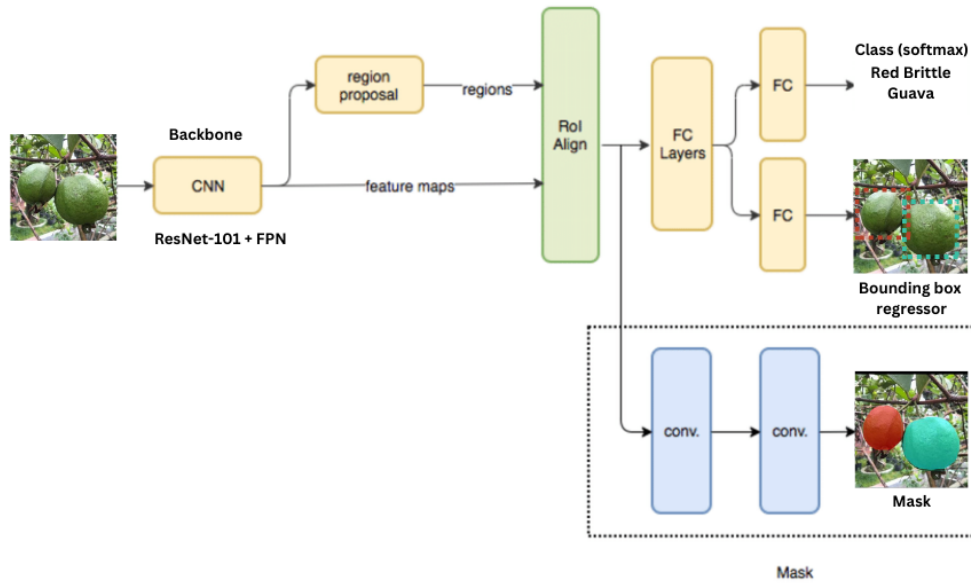 Backbone
CNN
ResNet-101 + FPN
region
proposal
regions
feature maps
RoI
Align
FC
Layers
FC
Class (softmax)
Red Brittle
Guava
FC
Bounding box
regressor
conv.
conv.
Mask
Mask